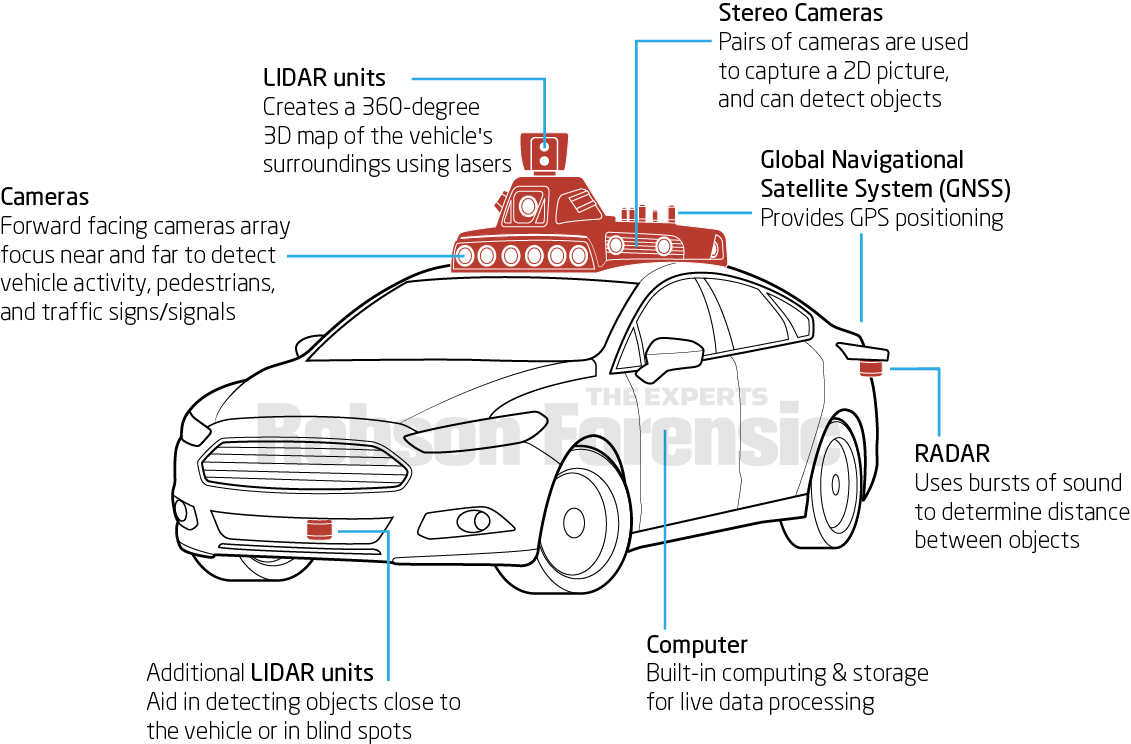 Stereo Cameras
Pairs of cameras are used
to capture a 2D picture,
and can detect objects
LIDAR units
Creates a 360-degree
3D map of the vehicle's
surroundings using lasers
Global Navigational
Satellite System (GNSS)
Provides GPS positioning
Cameras
Forward facing cameras array
focus near and far to detect
vehicle activity, pedestrians,
and traffic signs/signals
THE EXPERTS
Robson Forensic
RADAR
Uses bursts of sound
to determine distance
between objects
Computer
Built-in computing & storage
for live data processing
Additional LIDAR units
Aid in detecting objects close to
the vehicle or in blind spots